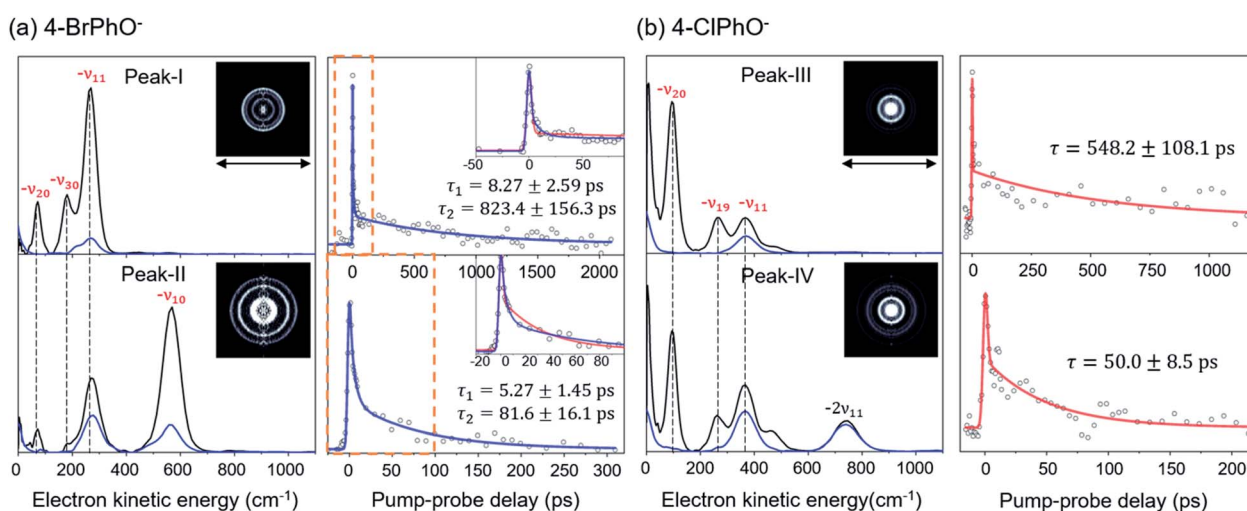 (a) 4-BrPhO⁻
Peak-I
-ν₂₀
-ν₃₀
-ν₁₁
Peak-II
-ν₁₀
0 200 400 600 800 1000
Electron kinetic energy (cm⁻¹)
-50 0 50
τ₁ = 8.27 ± 2.59 ps
τ₂ = 823.4 ± 156.3 ps
0 500 1000 1500 2000
-20 0 20 40 60 80
τ₁ = 5.27 ± 1.45 ps
τ₂ = 81.6 ± 16.1 ps
0 50 100 150 200 250 300
Pump-probe delay (ps)
(b) 4-ClPhO⁻
Peak-III
-ν₂₀
-ν₁₉ -ν₁₁
Peak-IV
-2ν₁₁
0 200 400 600 800 1000
Electron kinetic energy(cm⁻¹)
τ = 548.2 ± 108.1 ps
0 250 500 750 1000
τ = 50.0 ± 8.5 ps
0 50 100 150 200
Pump-probe delay (ps)